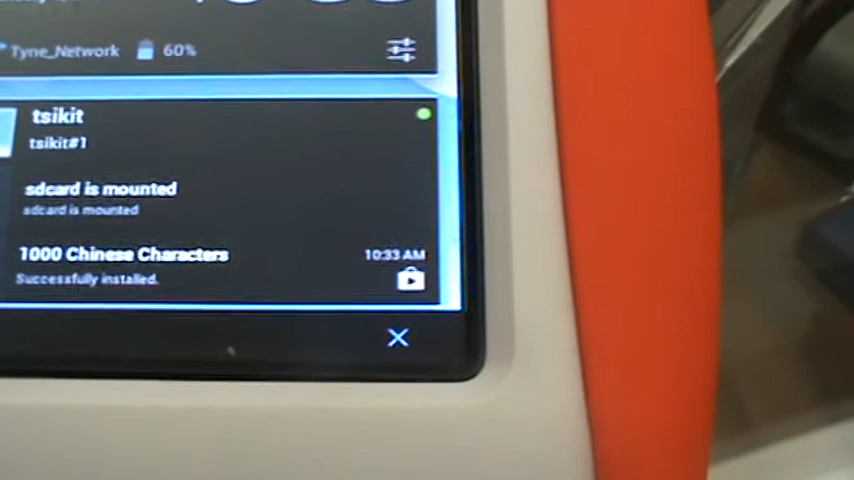 Tyne_Network 60%
tsikit
tsikit#1
sdcard is mounted
sdcard is mounted
1000 Chinese Characters 10:33 AM
Successfully installed.